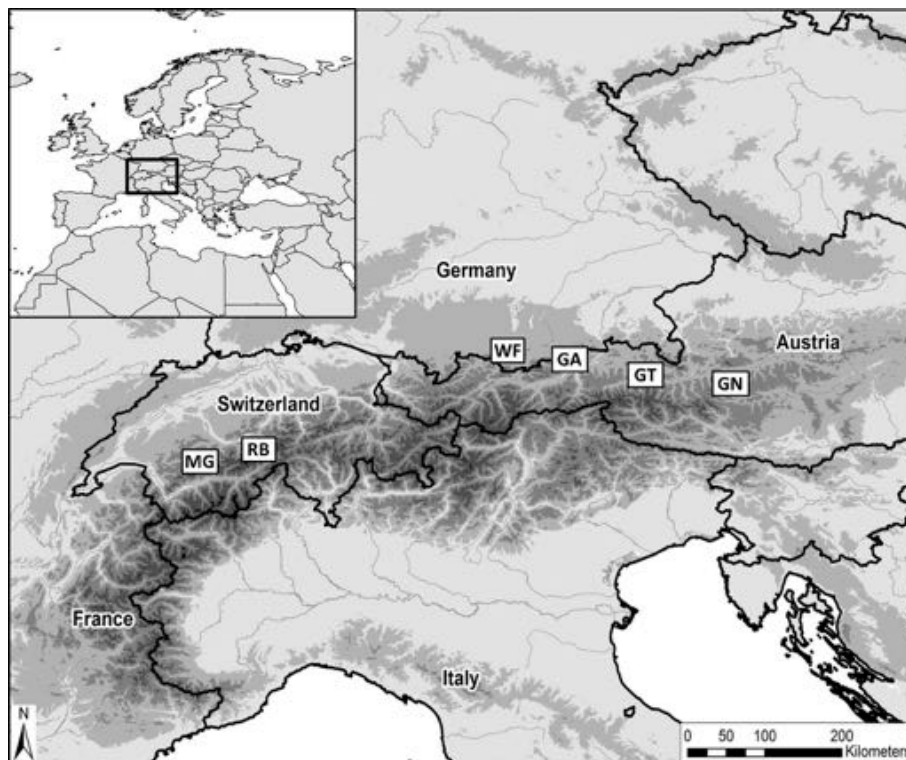 Germany
WF
GA
Austria
GT
GN
Switzerland
MG
RB
France
Italy
N
0 50 100 200
Kilometers